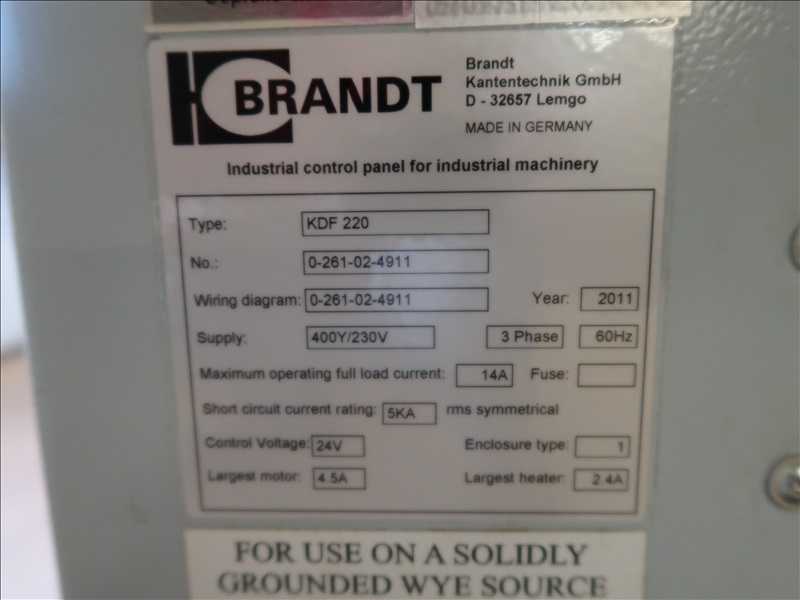 BRANDT
Brandt
Kantentechnik GmbH
D - 32657 Lemgo
MADE IN GERMANY
Industrial control panel for industrial machinery
Type: KDF 220
No.: 0-261-02-4911
Wiring diagram: 0-261-02-4911 Year: 2011
Supply: 400Y/230V 3 Phase 60Hz
Maximum operating full load current: 14A Fuse:
Short circuit current rating: 5KA rms symmetrical
Control Voltage: 24V Enclosure type: 1
Largest motor: 4.5A Largest heater: 2.4A
FOR USE ON A SOLIDLY
GROUNDED WYE SOURCE